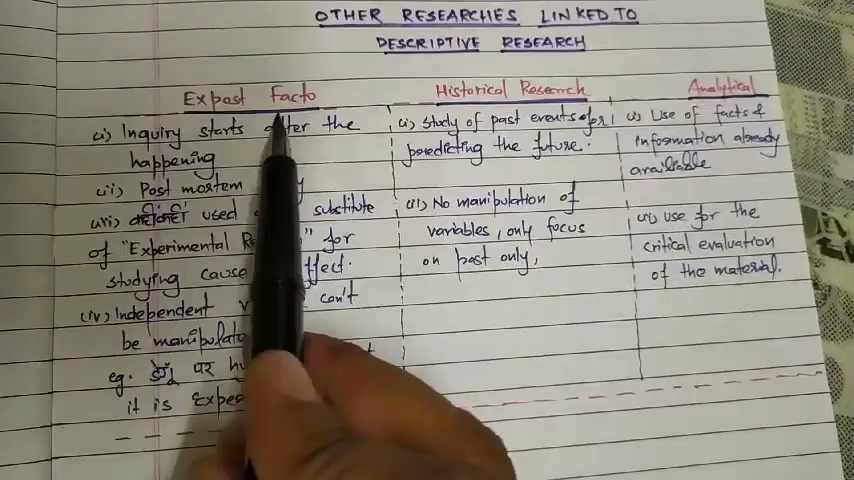 OTHER RESEARCHES LINKED TO
DESCRIPTIVE RESEARCH
Expost Facto
(i) Inquiry starts after the
happening
(ii) Post mortem
(iii) used substitute
of "Experimental " for
studying cause
(iv) Independent can't
be
eg. पर
it is
Historical Research
(i) Study of past events for
predicting the future.
(ii) No manipulation of
variables, only focus
on past only,
Analytical
(i) Use of facts &
information already
available
(ii) use for the
critical evaluation
of the material.